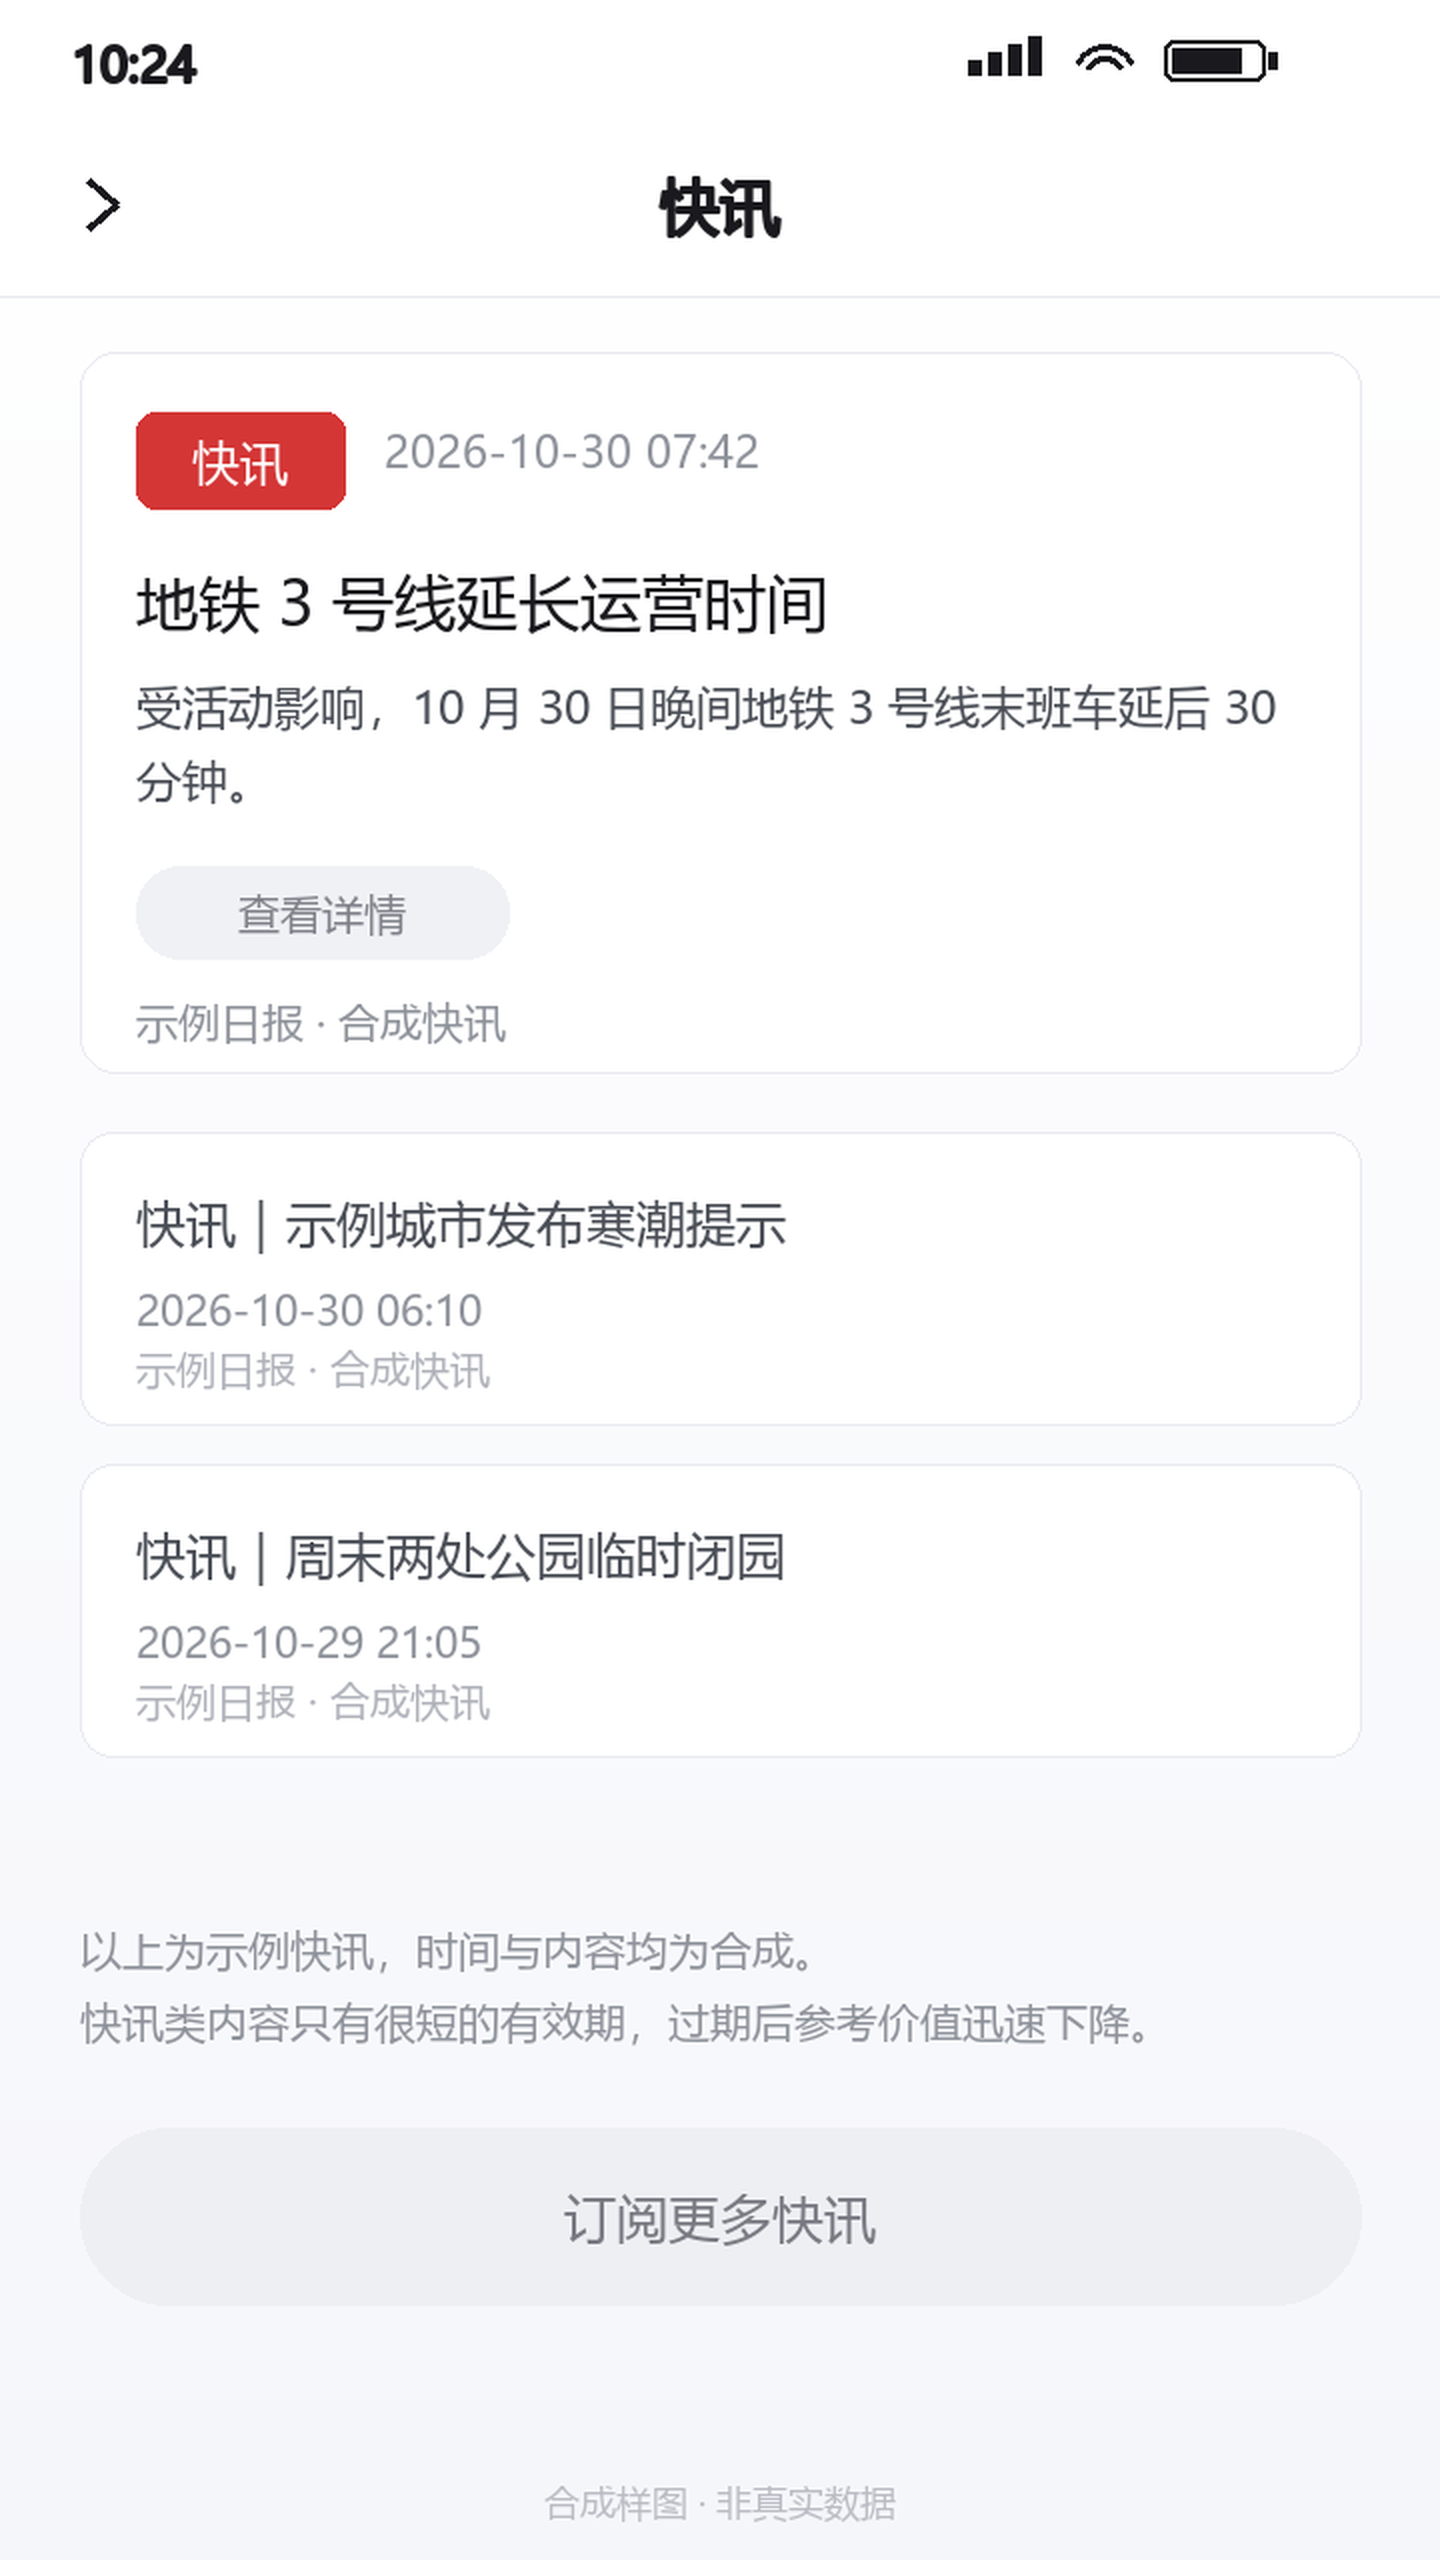 10:24
快讯
快讯 2026-10-30 07:42
地铁 3 号线延长运营时间
受活动影响，10 月 30 日晚间地铁 3 号线末班车延后 30
分钟。
查看详情
示例日报 · 合成快讯
快讯｜示例城市发布寒潮提示
2026-10-30 06:10
示例日报 · 合成快讯
快讯｜周末两处公园临时闭园
2026-10-29 21:05
示例日报 · 合成快讯
以上为示例快讯，时间与内容均为合成。
快讯类内容只有很短的有效期，过期后参考价值迅速下降。
订阅更多快讯
合成样图 · 非真实数据